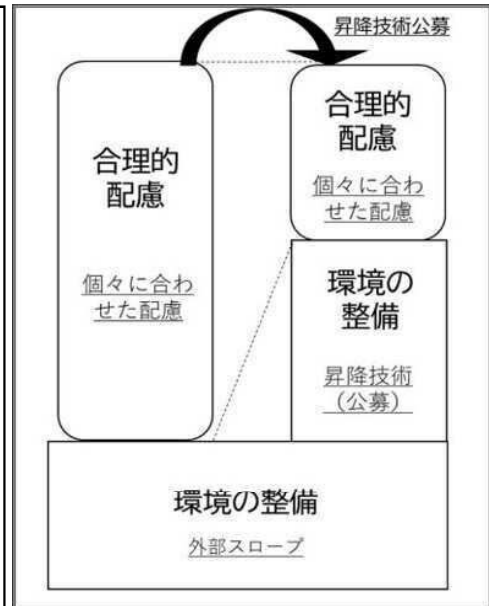 昇降技術公募
合理的
配慮
個々に合わ
せた配慮
合理的
配慮
個々に合わ
せた配慮
環境の
整備
昇降技術
（公募）
環境の整備
外部スロープ